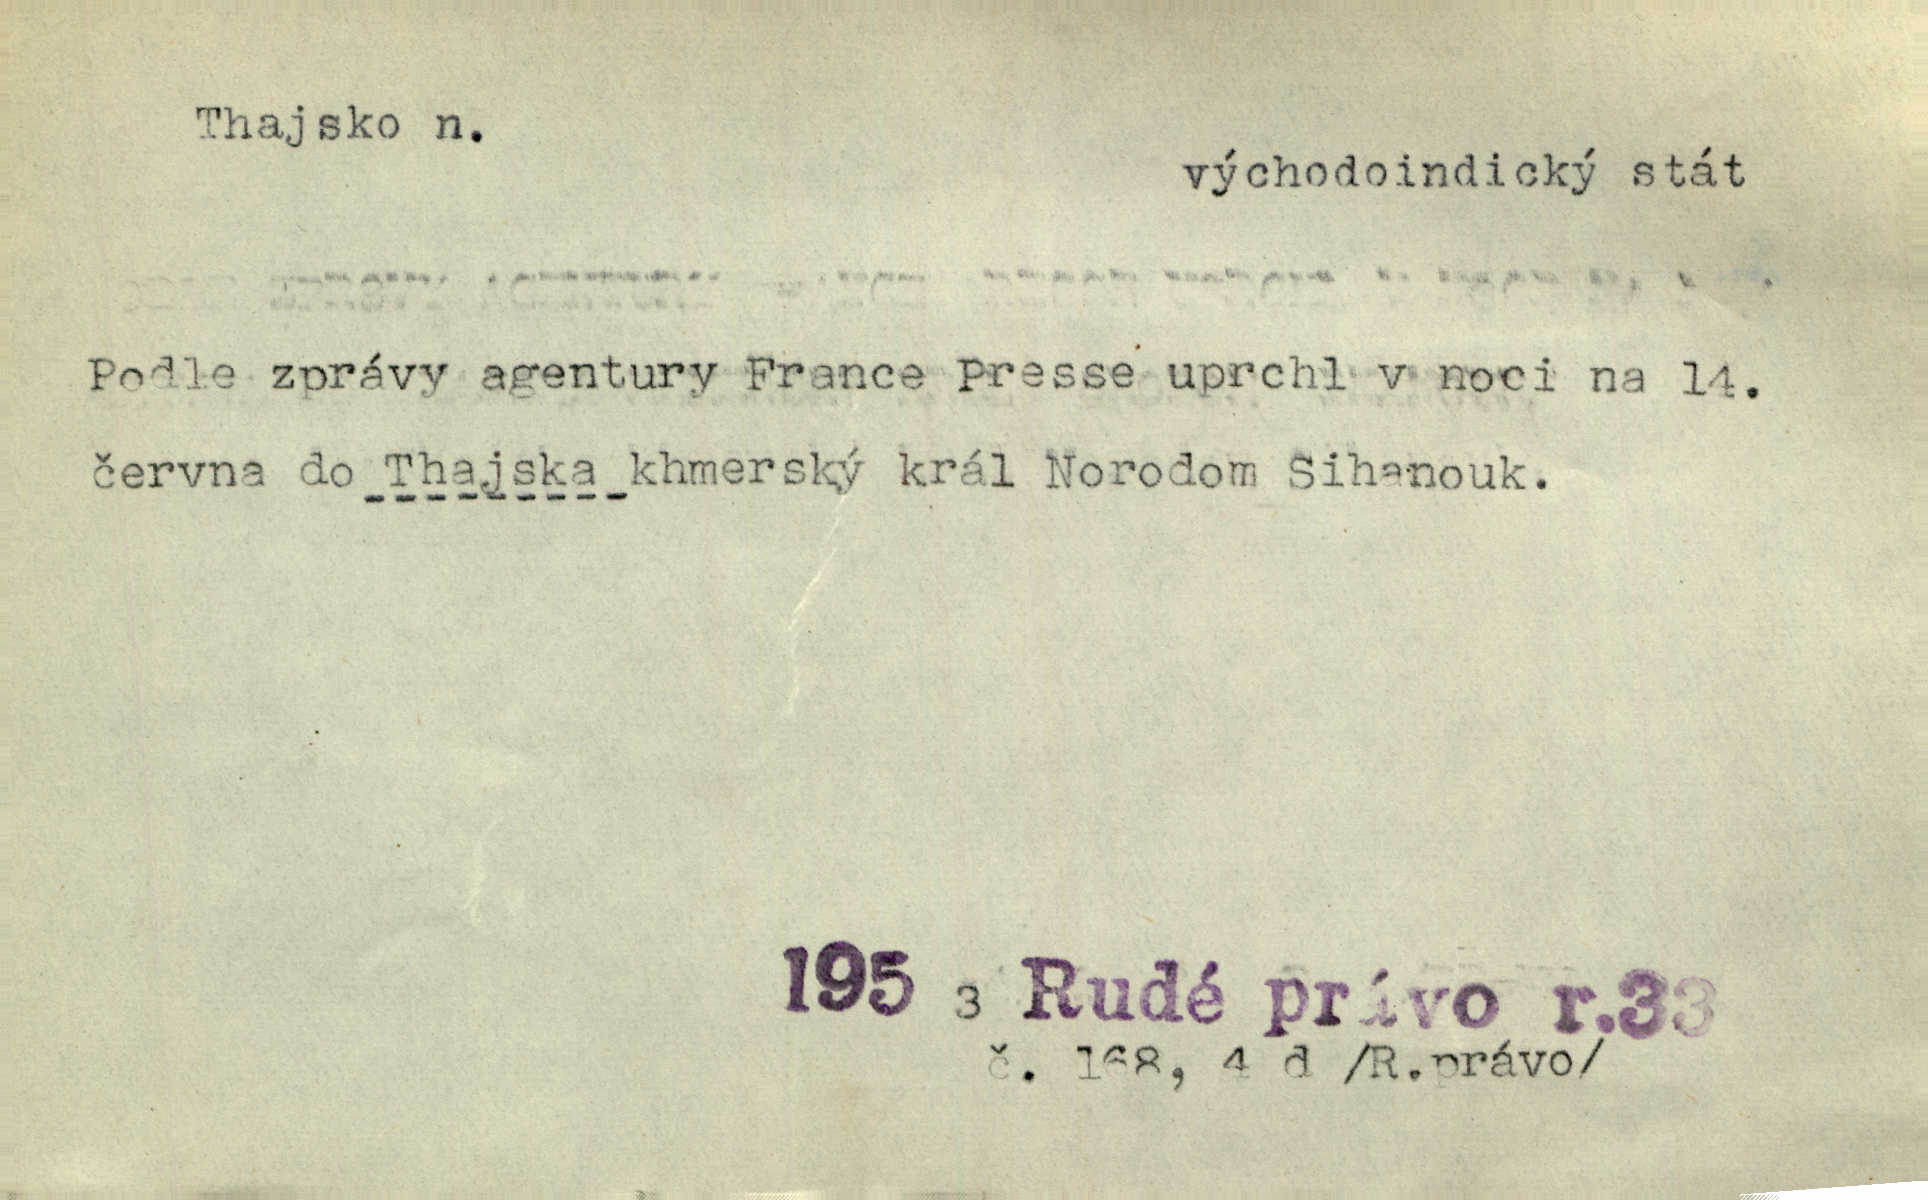 Thajsko n.
východoindický stát
Podle zprávy agentury France Presse uprchl v noci na 14.
června do Thajska khmerský král Norodom Sihanouk.
195 3 Rudé právo r.33
č. 168, 4 d /R.právo/